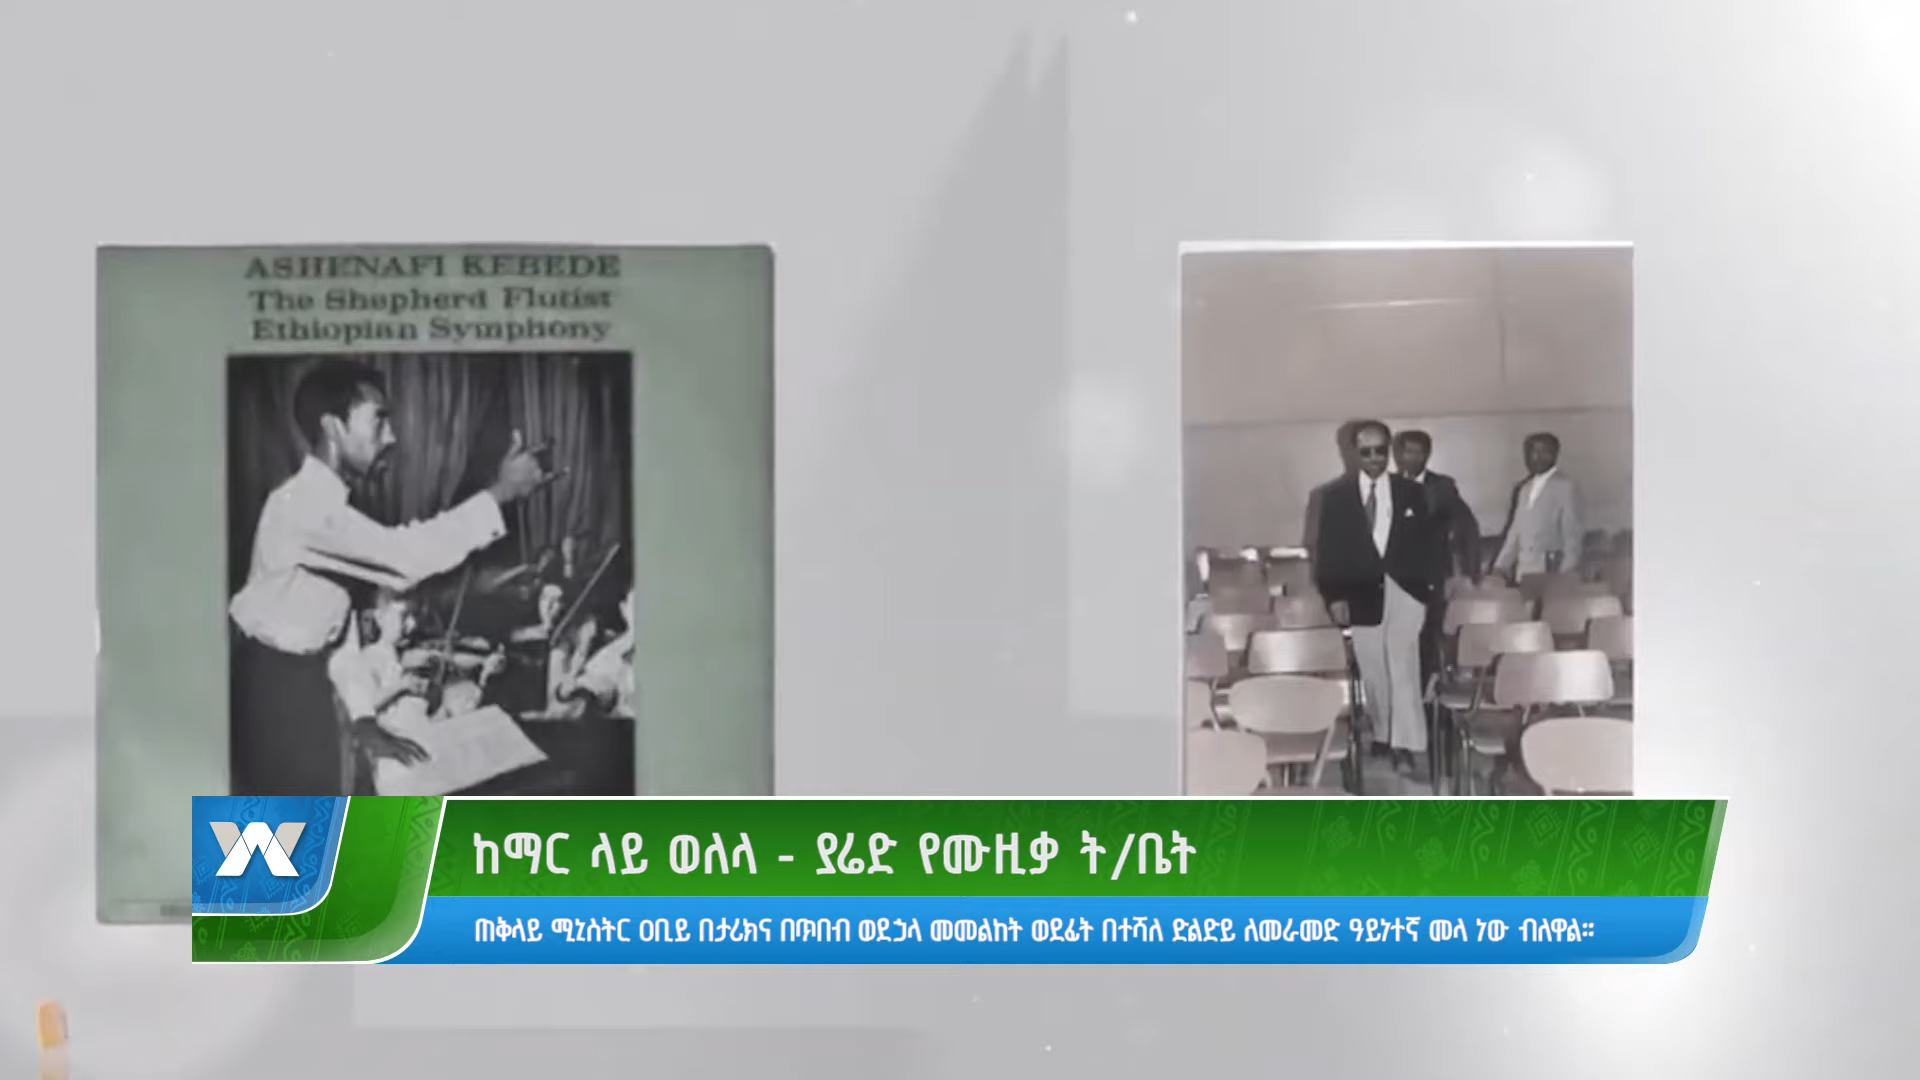 ASHENAFI KEBEDE
The Shepherd Flutist
Ethiopian Symphony
ከማር ላይ ወለላ - ያሬድ የሙዚቃ ት/ቤት
ጠቅላይ ሚኒስትር ዐቢይ በታሪክና በጥበብ ወደኃላ መመልከት ወደፊት በተሻለ ድልድይ ለመራመድ ዓይነተኛ መላ ነው ብለዋል።